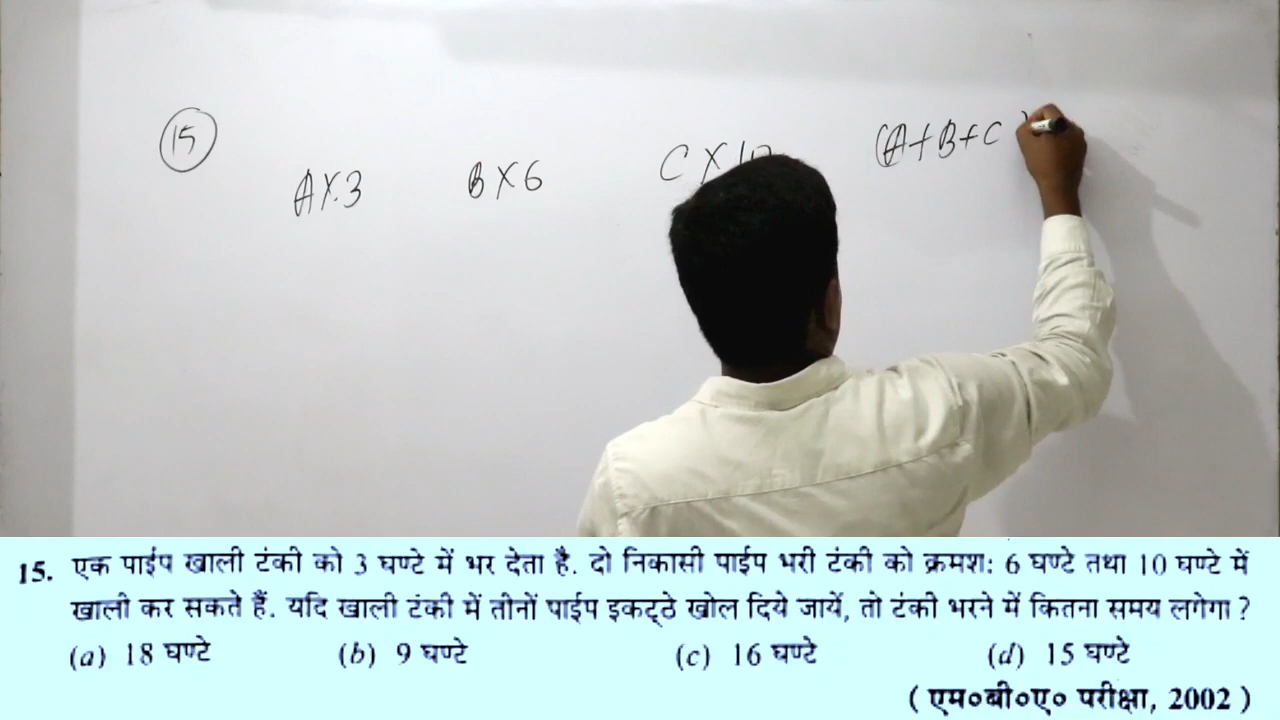 15
A×3 B×6 C× (A+B+C
15. एक पाईप खाली टंकी को 3 घण्टे में भर देता है. दो निकासी पाईप भरी टंकी को क्रमश: 6 घण्टे तथा 10 घण्टे में
खाली कर सकते हैं. यदि खाली टंकी में तीनों पाईप इकट्ठे खोल दिये जायें, तो टंकी भरने में कितना समय लगेगा ?
(a) 18 घण्टे (b) 9 घण्टे (c) 16 घण्टे (d) 15 घण्टे
( एम०बी०ए० परीक्षा, 2002 )